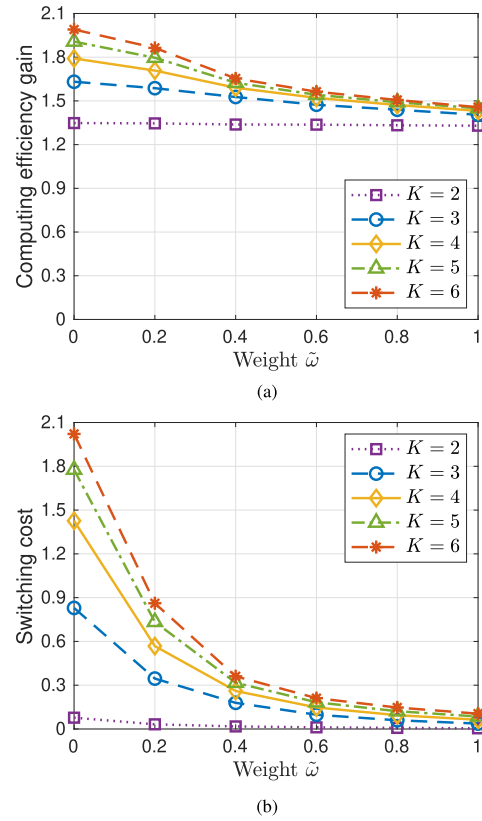 2.1
1.8
1.5
1.2
0.9
0.6
0.3
0
Computing efficiency gain
K = 2
K = 3
K = 4
K = 5
K = 6
0 0.2 0.4 0.6 0.8 1
Weight ω̃
(a)
2.1
1.8
1.5
1.2
0.9
0.6
0.3
0
Switching cost
K = 2
K = 3
K = 4
K = 5
K = 6
0 0.2 0.4 0.6 0.8 1
Weight ω̃
(b)